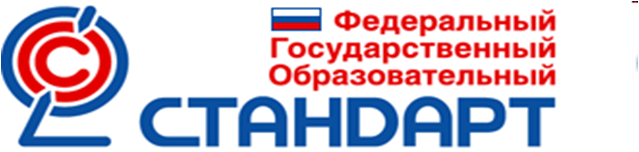 Федеральный
Государственный
Образовательный
СТАНДАРТ